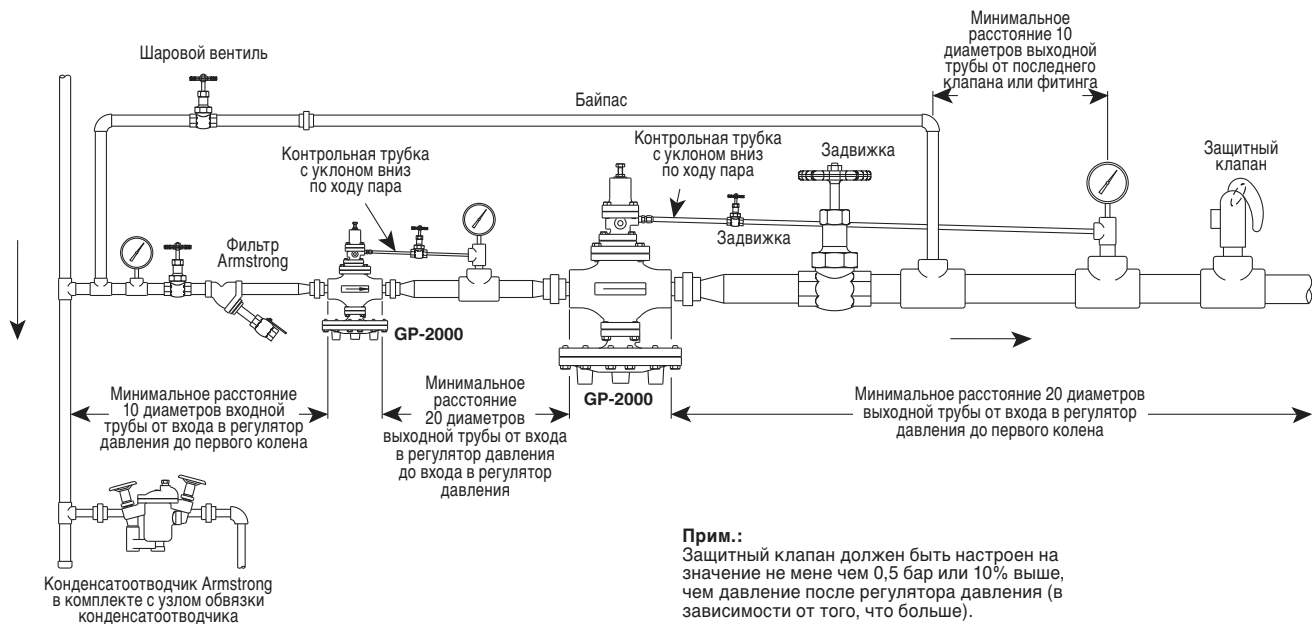 Минимальное
расстояние 10
диаметров выходной
трубы от последнего
клапана или фитинга
Шаровой вентиль
Байпас
Контрольная трубка
с уклоном вниз
по ходу пара
Контрольная трубка
с уклоном вниз
по ходу пара
Задвижка
Защитный
клапан
Фильтр
Armstrong
Задвижка
GP-2000
GP-2000
Минимальное расстояние
10 диаметров входной
трубы от входа в регулятор
давления до первого колена
Минимальное
расстояние
20 диаметров
выходной трубы от входа
в регулятор давления
до входа в регулятор
давления
Минимальное расстояние 20 диаметров
выходной трубы от входа в регулятор
давления до первого колена
Конденсатоотводчик Armstrong
в комплекте с узлом обвязки
конденсатоотводчика
Прим.:
Защитный клапан должен быть настроен на
значение не мене чем 0,5 бар или 10% выше,
чем давление после регулятора давления (в
зависимости от того, что больше).